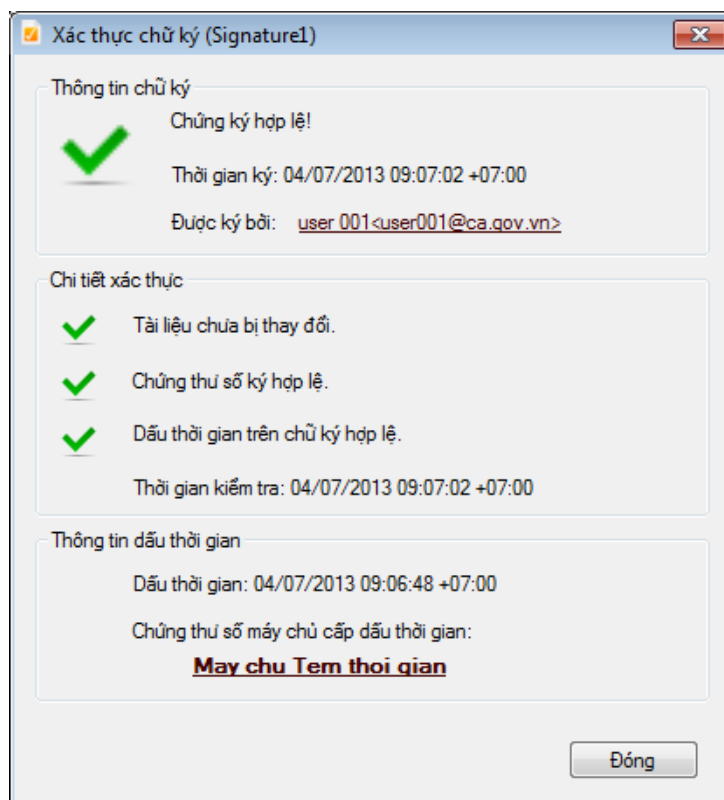 Xác thực chữ ký (Signature1)
Thông tin chữ ký
Chứng ký hợp lệ!
Thời gian ký: 04/07/2013 09:07:02 +07:00
Được ký bởi: user 001<user001@ca.gov.vn>
Chi tiết xác thực
Tài liệu chưa bị thay đổi.
Chứng thư số ký hợp lệ.
Dấu thời gian trên chữ ký hợp lệ.
Thời gian kiểm tra: 04/07/2013 09:07:02 +07:00
Thông tin dấu thời gian
Dấu thời gian: 04/07/2013 09:06:48 +07:00
Chứng thư số máy chủ cấp dấu thời gian:
May chu Tem thoi gian
Đóng